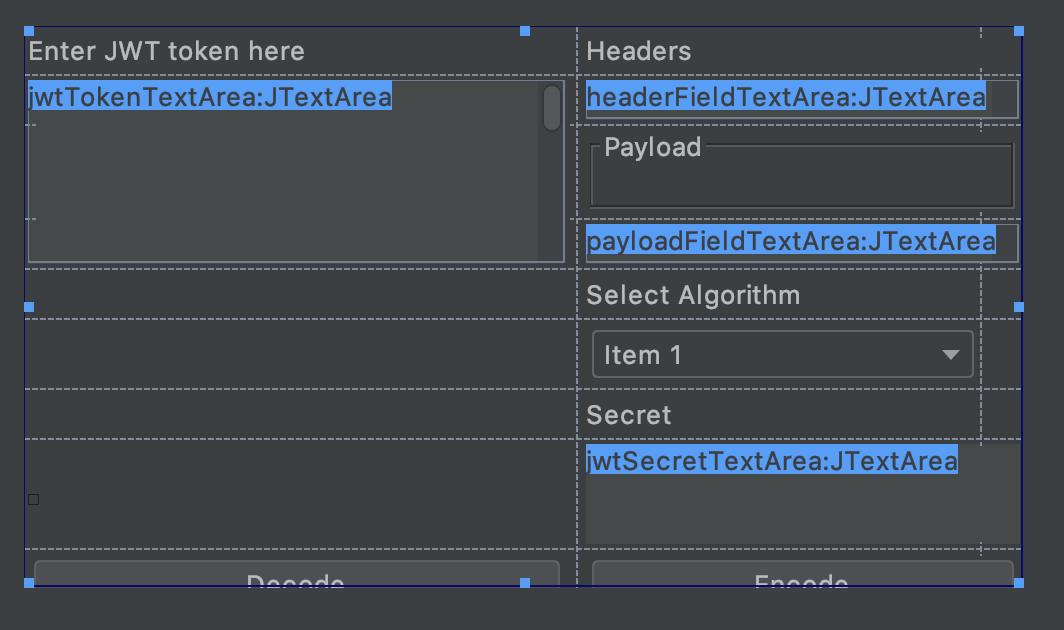 Enter JWT token here
jwtTokenTextArea:JTextArea
Headers
headerFieldTextArea:JTextArea
Payload
payloadFieldTextArea:JTextArea
Select Algorithm
Item 1
Secret
jwtSecretTextArea:JTextArea
Decode
Encode